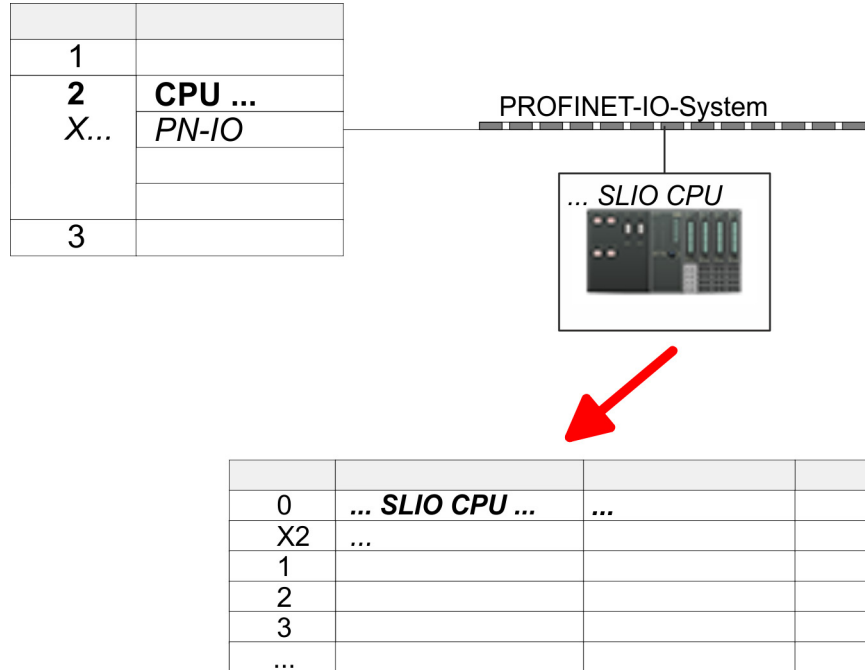 1
2 CPU ...
X... PN-IO
3
PROFINET-IO-System
... SLIO CPU
0 ... SLIO CPU ... ...
X2 ...
1
2
3
...